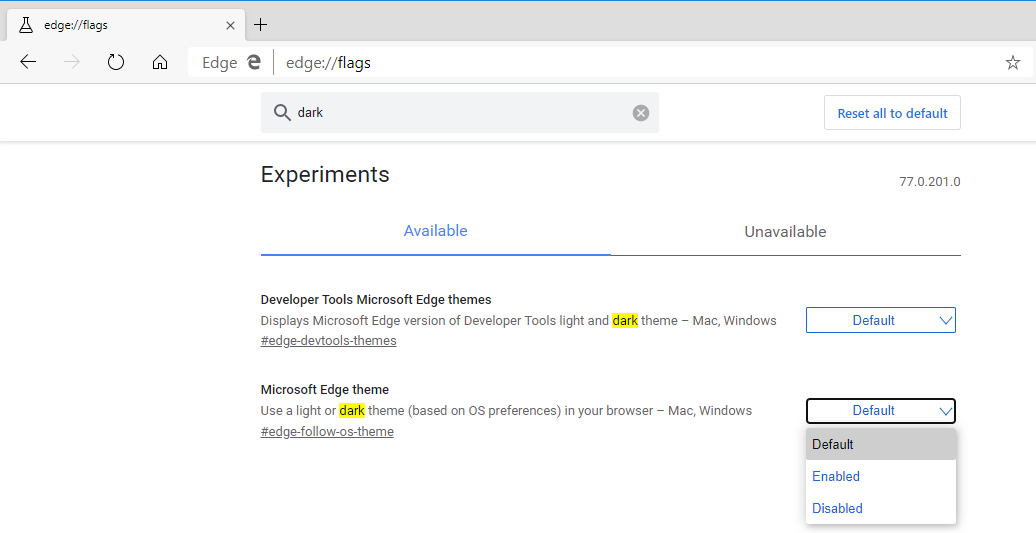 edge://flags
Edge edge://flags
dark
Reset all to default
Experiments
77.0.201.0
Available
Unavailable
Developer Tools Microsoft Edge themes
Displays Microsoft Edge version of Developer Tools light and dark theme – Mac, Windows
#edge-devtools-themes
Default
Microsoft Edge theme
Use a light or dark theme (based on OS preferences) in your browser – Mac, Windows
#edge-follow-os-theme
Default
Default
Enabled
Disabled